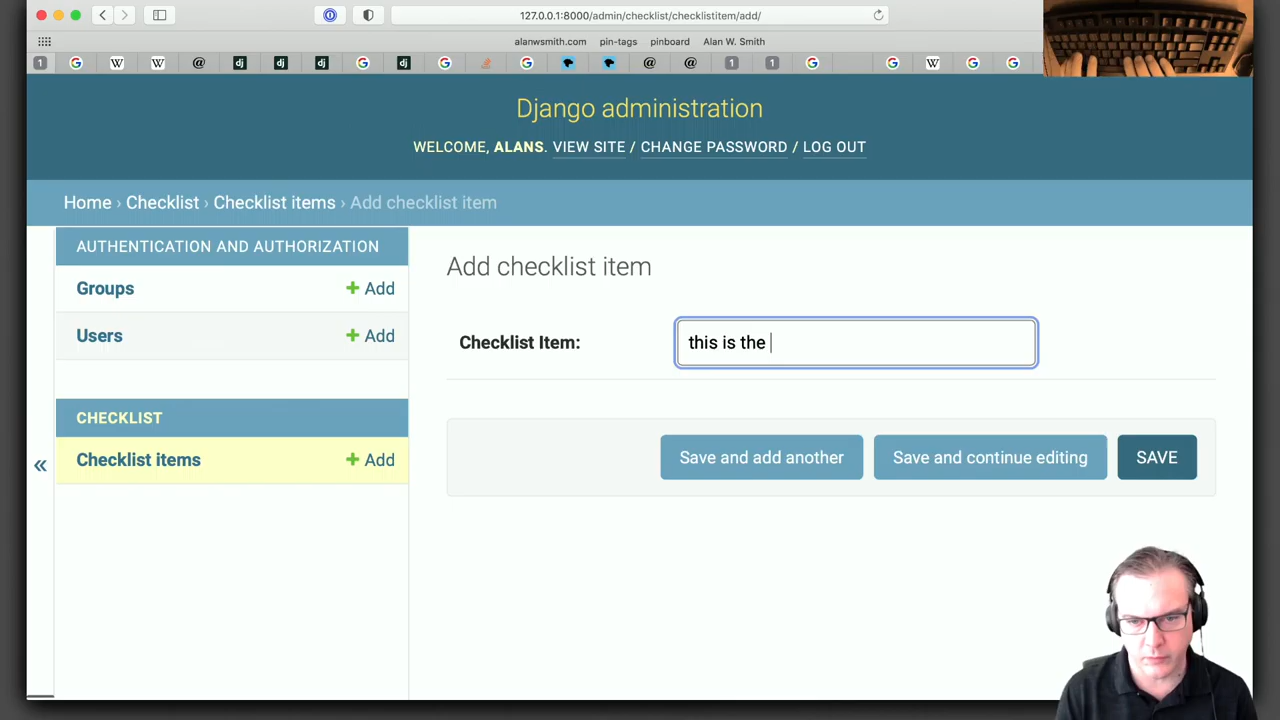 127.0.0.1:8000/admin/checklist/checklistitem/add/
alanwsmith.com pin-tags pinboard Alan W. Smith
Django administration
WELCOME, ALANS. VIEW SITE / CHANGE PASSWORD / LOG OUT
Home › Checklist › Checklist items › Add checklist item
AUTHENTICATION AND AUTHORIZATION
Groups + Add
Users + Add
CHECKLIST
Checklist items + Add
«
Add checklist item
Checklist Item: this is the
Save and add another Save and continue editing SAVE